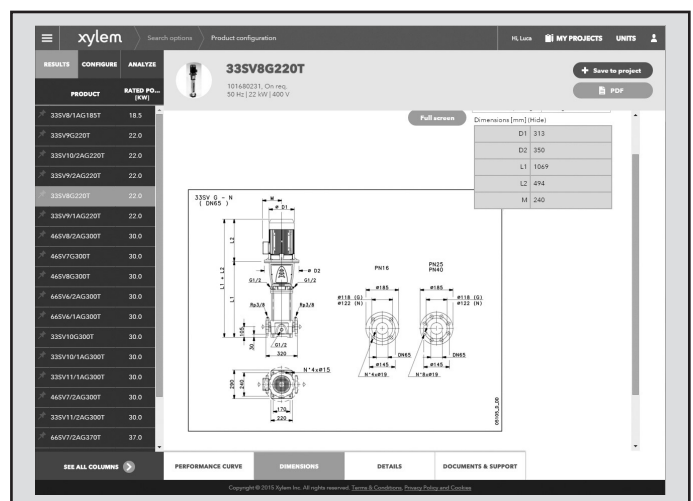 xylem
Search options
Product configuration
Hi, Luca
MY PROJECTS
UNITS
RESULTS
CONFIGURE
ANALYZE
PRODUCT
RATED PO... [KW]
33SV8G220T
101680231, On req.
50 Hz | 22 kW | 400 V
+ Save to project
PDF
33SV8/1AG185T 18.5
33SV9G220T 22.0
33SV10/2AG220T 22.0
33SV9/2AG220T 22.0
33SV8G220T 22.0
33SV9/1AG220T 22.0
46SV8/2AG300T 30.0
46SV7G300T 30.0
46SV8G300T 30.0
66SV6/2AG300T 30.0
66SV6/1AG300T 30.0
33SV10G300T 30.0
33SV10/1AG300T 30.0
33SV11/1AG300T 30.0
46SV7/2AG300T 30.0
33SV11/2AG300T 30.0
66SV7/2AG370T 37.0
SEE ALL COLUMNS
Full screen
Dimensions [mm] (Hide)
D1 313
D2 350
L1 1069
L2 494
M 240
33SV G - N
( DN65 )
M
ø D1
L2
L1 + L2
L1
ø D2
G1/2
G1/2
Rp3/8
Rp3/8
105
30
G1/2
320
N°4xø15
290
240
170
220
PN16
ø185
ø118 (G)
ø122 (N)
DN65
ø145
N°4xø19
PN25
PN40
ø185
ø118 (G)
ø122 (N)
DN65
ø145
N°8xø19
05105_D_DD
PERFORMANCE CURVE
DIMENSIONS
DETAILS
DOCUMENTS & SUPPORT
Copyright © 2015 Xylem Inc. All rights reserved. Terms & Conditions, Privacy Policy and Cookies